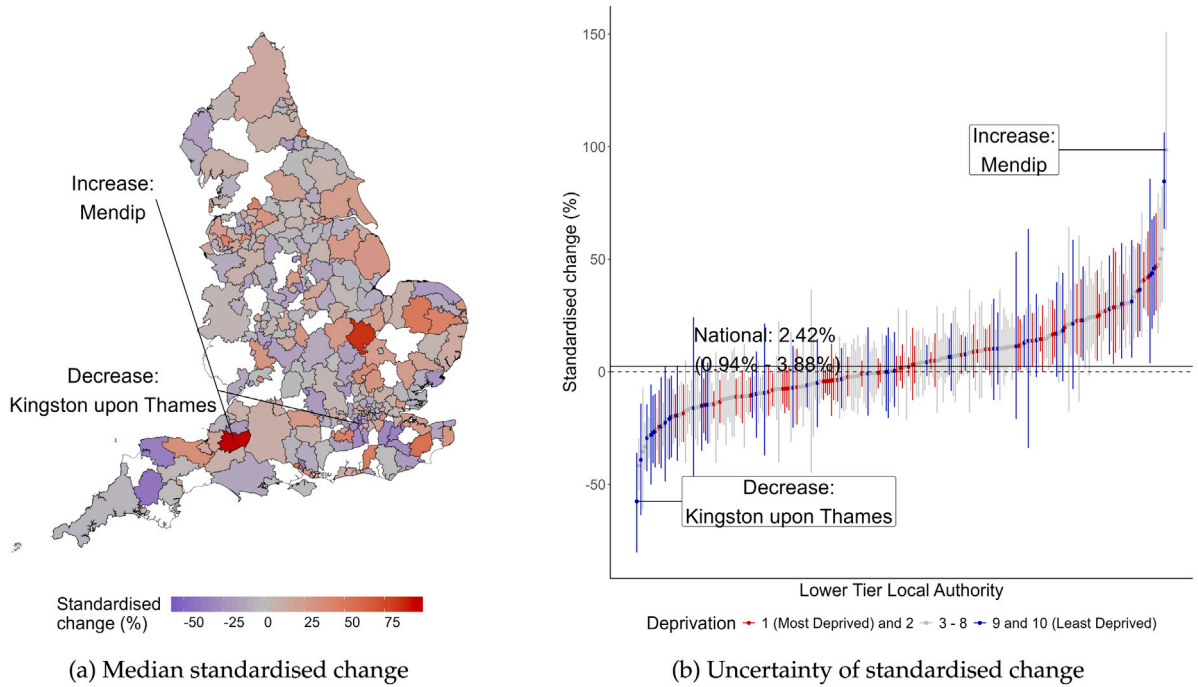 Increase:
Mendip
Decrease:
Kingston upon Thames
Standardised
change (%)
-50 -25 0 25 50 75
(a) Median standardised change
Standardised change (%)
150
100
50
0
-50
Increase:
Mendip
National: 2.42%
(0.94% - 3.88%)
Decrease:
Kingston upon Thames
Lower Tier Local Authority
Deprivation 1 (Most Deprived) and 2 3 - 8 9 and 10 (Least Deprived)
(b) Uncertainty of standardised change